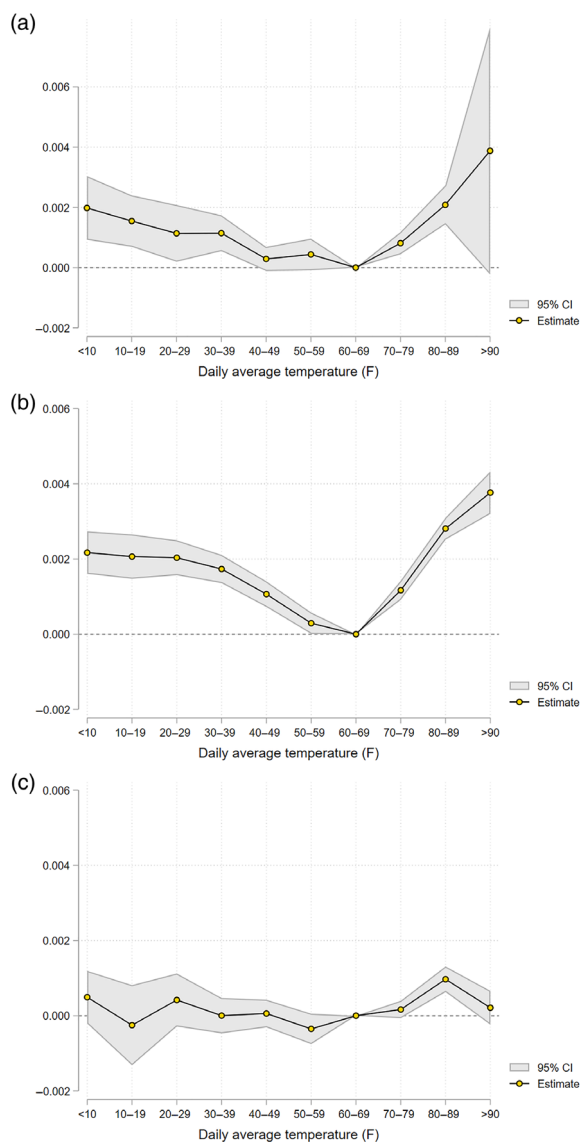 (a)
0.006
0.004
0.002
0.000
–0.002
95% CI
Estimate
<10 10–19 20–29 30–39 40–49 50–59 60–69 70–79 80–89 >90
Daily average temperature (F)
(b)
0.006
0.004
0.002
0.000
–0.002
95% CI
Estimate
<10 10–19 20–29 30–39 40–49 50–59 60–69 70–79 80–89 >90
Daily average temperature (F)
(c)
0.006
0.004
0.002
0.000
–0.002
95% CI
Estimate
<10 10–19 20–29 30–39 40–49 50–59 60–69 70–79 80–89 >90
Daily average temperature (F)